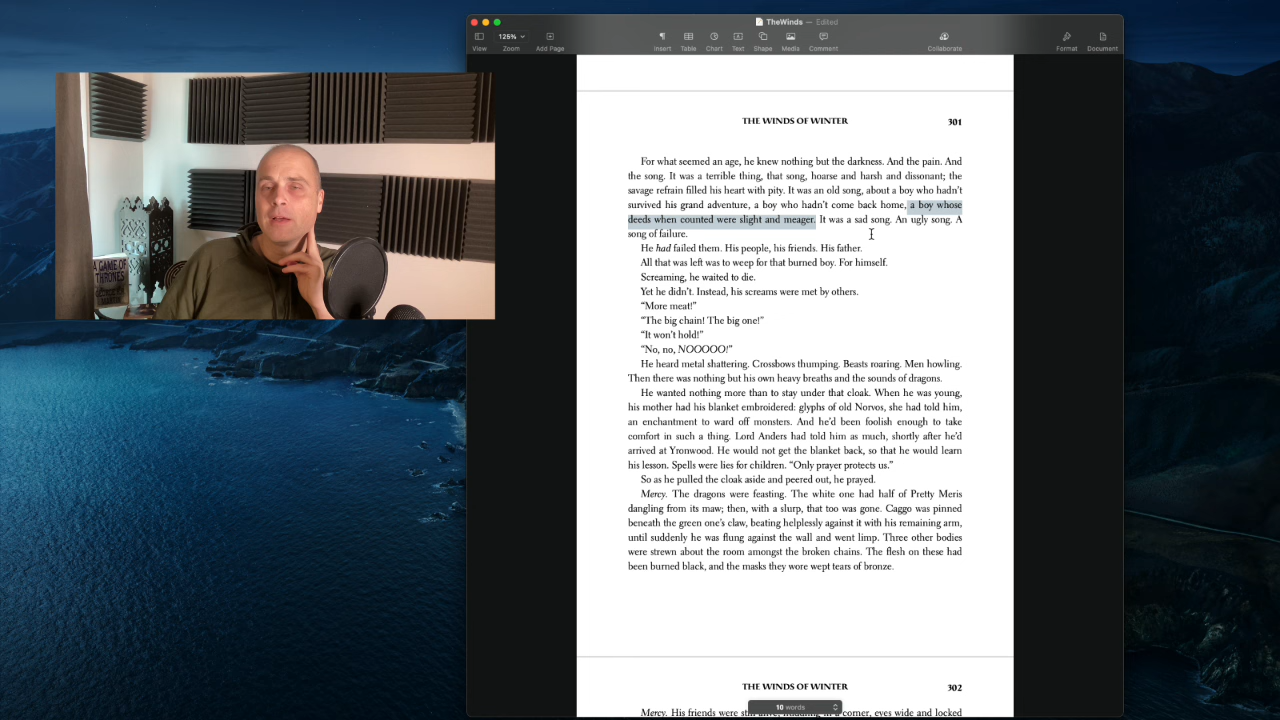 TheWinds — Edited
125%
View
Zoom
Add Page
Insert
Table
Chart
Text
Shape
Media
Comment
Collaborate
Format
Document
THE WINDS OF WINTER 301
For what seemed an age, he knew nothing but the darkness. And the pain. And
the song. It was a terrible thing, that song, hoarse and harsh and dissonant; the
savage refrain filled his heart with pity. It was an old song, about a boy who hadn't
survived his grand adventure, a boy who hadn't come back home, a boy whose
deeds when counted were slight and meager. It was a sad song. An ugly song. A
song of failure.
He had failed them. His people, his friends. His father.
All that was left was to weep for that burned boy. For himself.
Screaming, he waited to die.
Yet he didn't. Instead, his screams were met by others.
“More meat!”
“The big chain! The big one!”
“It won't hold!”
“No, no, NOOOOO!”
He heard metal shattering. Crossbows thumping. Beasts roaring. Men howling.
Then there was nothing but his own heavy breaths and the sounds of dragons.
He wanted nothing more than to stay under that cloak. When he was young,
his mother had his blanket embroidered: glyphs of old Norvos, she had told him,
an enchantment to ward off monsters. And he'd been foolish enough to take
comfort in such a thing. Lord Anders had told him as much, shortly after he'd
arrived at Yronwood. He would not get the blanket back, so that he would learn
his lesson. Spells were lies for children. “Only prayer protects us.”
So as he pulled the cloak aside and peered out, he prayed.
Mercy. The dragons were feasting. The white one had half of Pretty Meris
dangling from its maw; then, with a slurp, that too was gone. Caggo was pinned
beneath the green one's claw, beating helplessly against it with his remaining arm,
until suddenly he was flung against the wall and went limp. Three other bodies
were strewn about the room amongst the broken chains. The flesh on these had
been burned black, and the masks they wore wept tears of bronze.
THE WINDS OF WINTER 302
10 words
Mercy. His friends were corner, eyes wide and locked
A GAME OF
THRONES